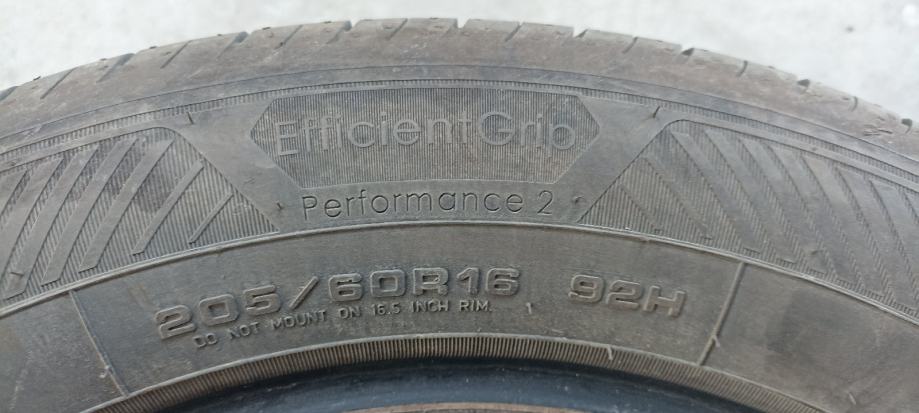 EfficientGrip
Performance 2
205/60R16 92H
DO NOT MOUNT ON 16.5 INCH RIM.